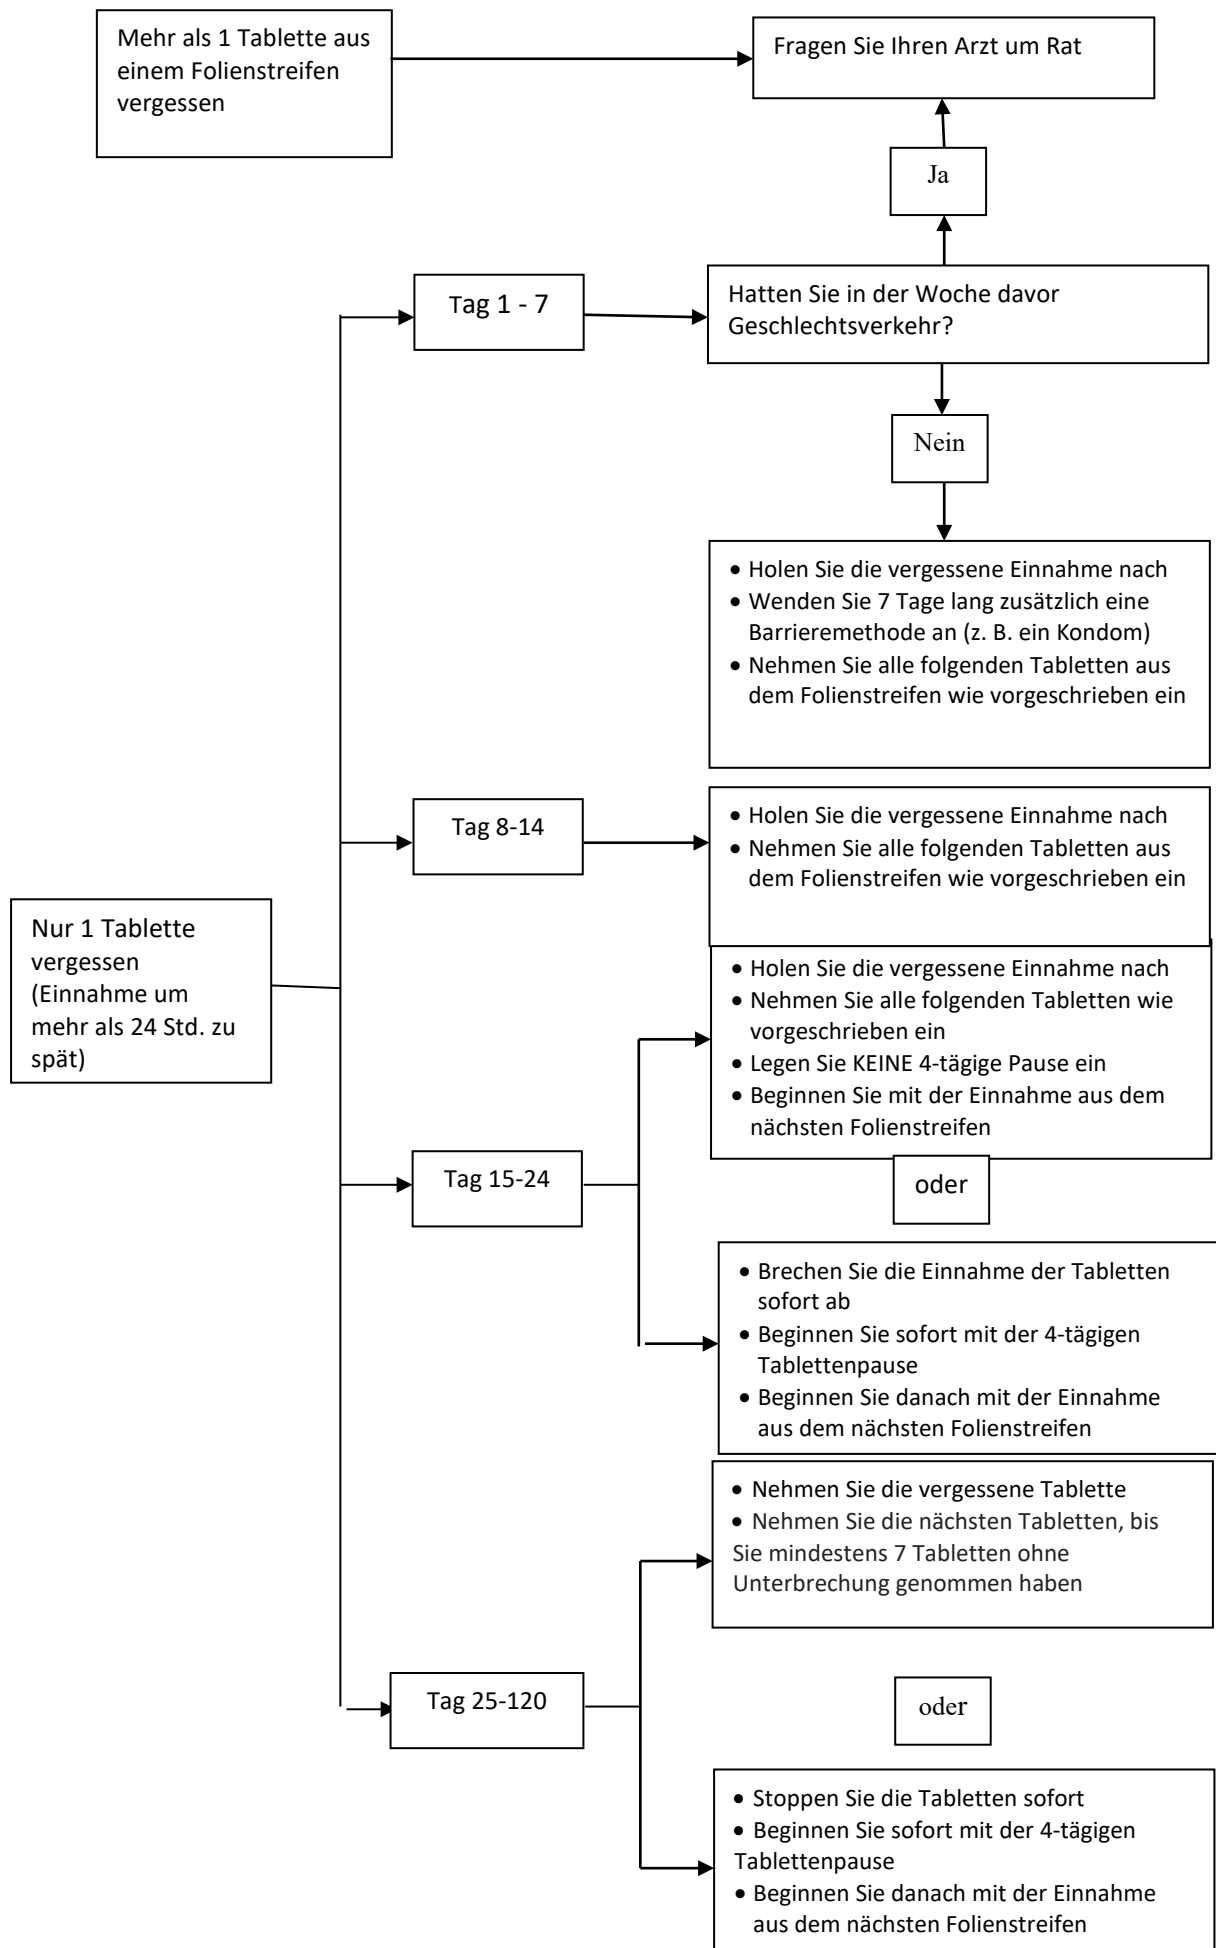 Mehr als 1 Tablette aus
einem Folienstreifen
vergessen
Fragen Sie Ihren Arzt um Rat
Ja
Tag 1 - 7
Hatten Sie in der Woche davor
Geschlechtsverkehr?
Nein
• Holen Sie die vergessene Einnahme nach
• Wenden Sie 7 Tage lang zusätzlich eine
Barrieremethode an (z. B. ein Kondom)
• Nehmen Sie alle folgenden Tabletten aus
dem Folienstreifen wie vorgeschrieben ein
Tag 8-14
• Holen Sie die vergessene Einnahme nach
• Nehmen Sie alle folgenden Tabletten aus
dem Folienstreifen wie vorgeschrieben ein
Nur 1 Tablette
vergessen
(Einnahme um
mehr als 24 Std. zu
spät)
• Holen Sie die vergessene Einnahme nach
• Nehmen Sie alle folgenden Tabletten wie
vorgeschrieben ein
• Legen Sie KEINE 4-tägige Pause ein
• Beginnen Sie mit der Einnahme aus dem
nächsten Folienstreifen
Tag 15-24
oder
• Brechen Sie die Einnahme der Tabletten
sofort ab
• Beginnen Sie sofort mit der 4-tägigen
Tablettenpause
• Beginnen Sie danach mit der Einnahme
aus dem nächsten Folienstreifen
• Nehmen Sie die vergessene Tablette
• Nehmen Sie die nächsten Tabletten, bis
Sie mindestens 7 Tabletten ohne
Unterbrechung genommen haben
Tag 25-120
oder
• Stoppen Sie die Tabletten sofort
• Beginnen Sie sofort mit der 4-tägigen
Tablettenpause
• Beginnen Sie danach mit der Einnahme
aus dem nächsten Folienstreifen